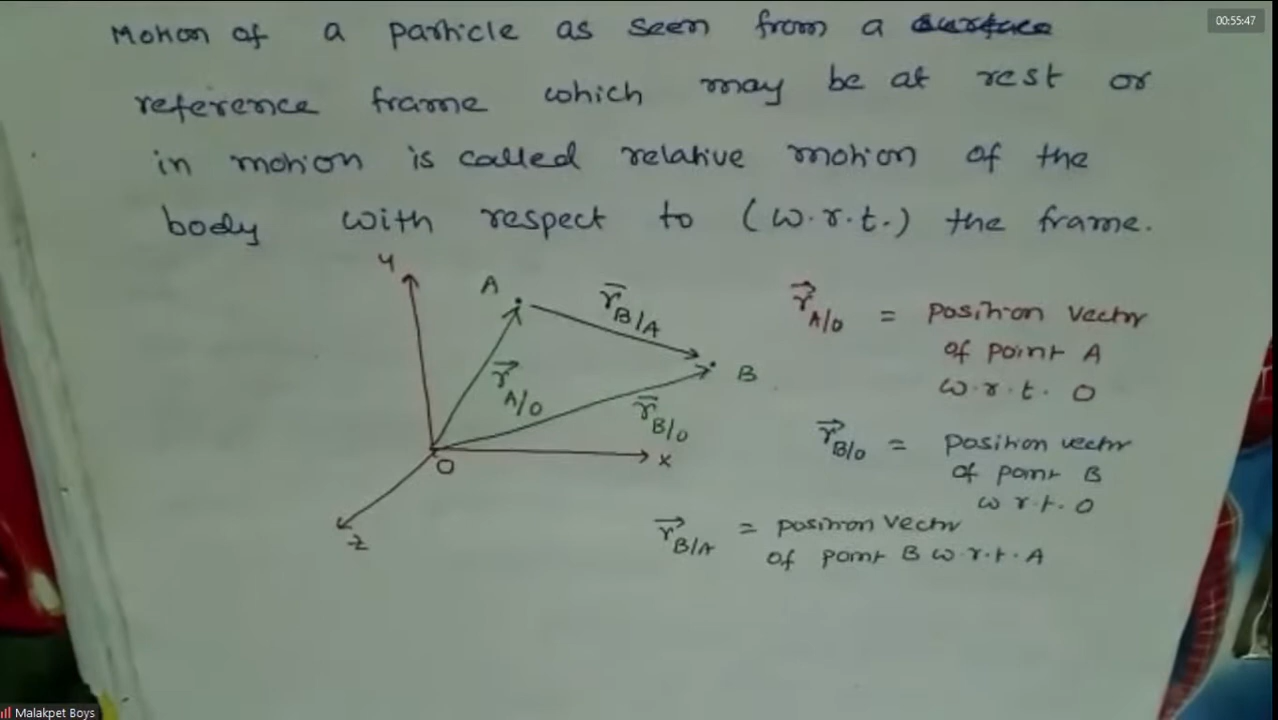 00:55:47
Motion of a particle as seen from a surface
reference frame which may be at rest or
in motion is called relative motion of the
body with respect to (w.r.t.) the frame.
Y
A
r⃗ B/A
r⃗ A/O = position vector
of point A
w.r.t. O
B
r⃗ A/O
r⃗ B/O
r⃗ B/O = position vector
of point B
w r.t. O
O
X
Z
r⃗ B/A = position vector
of point B w.r.t. A
Malakpet Boys